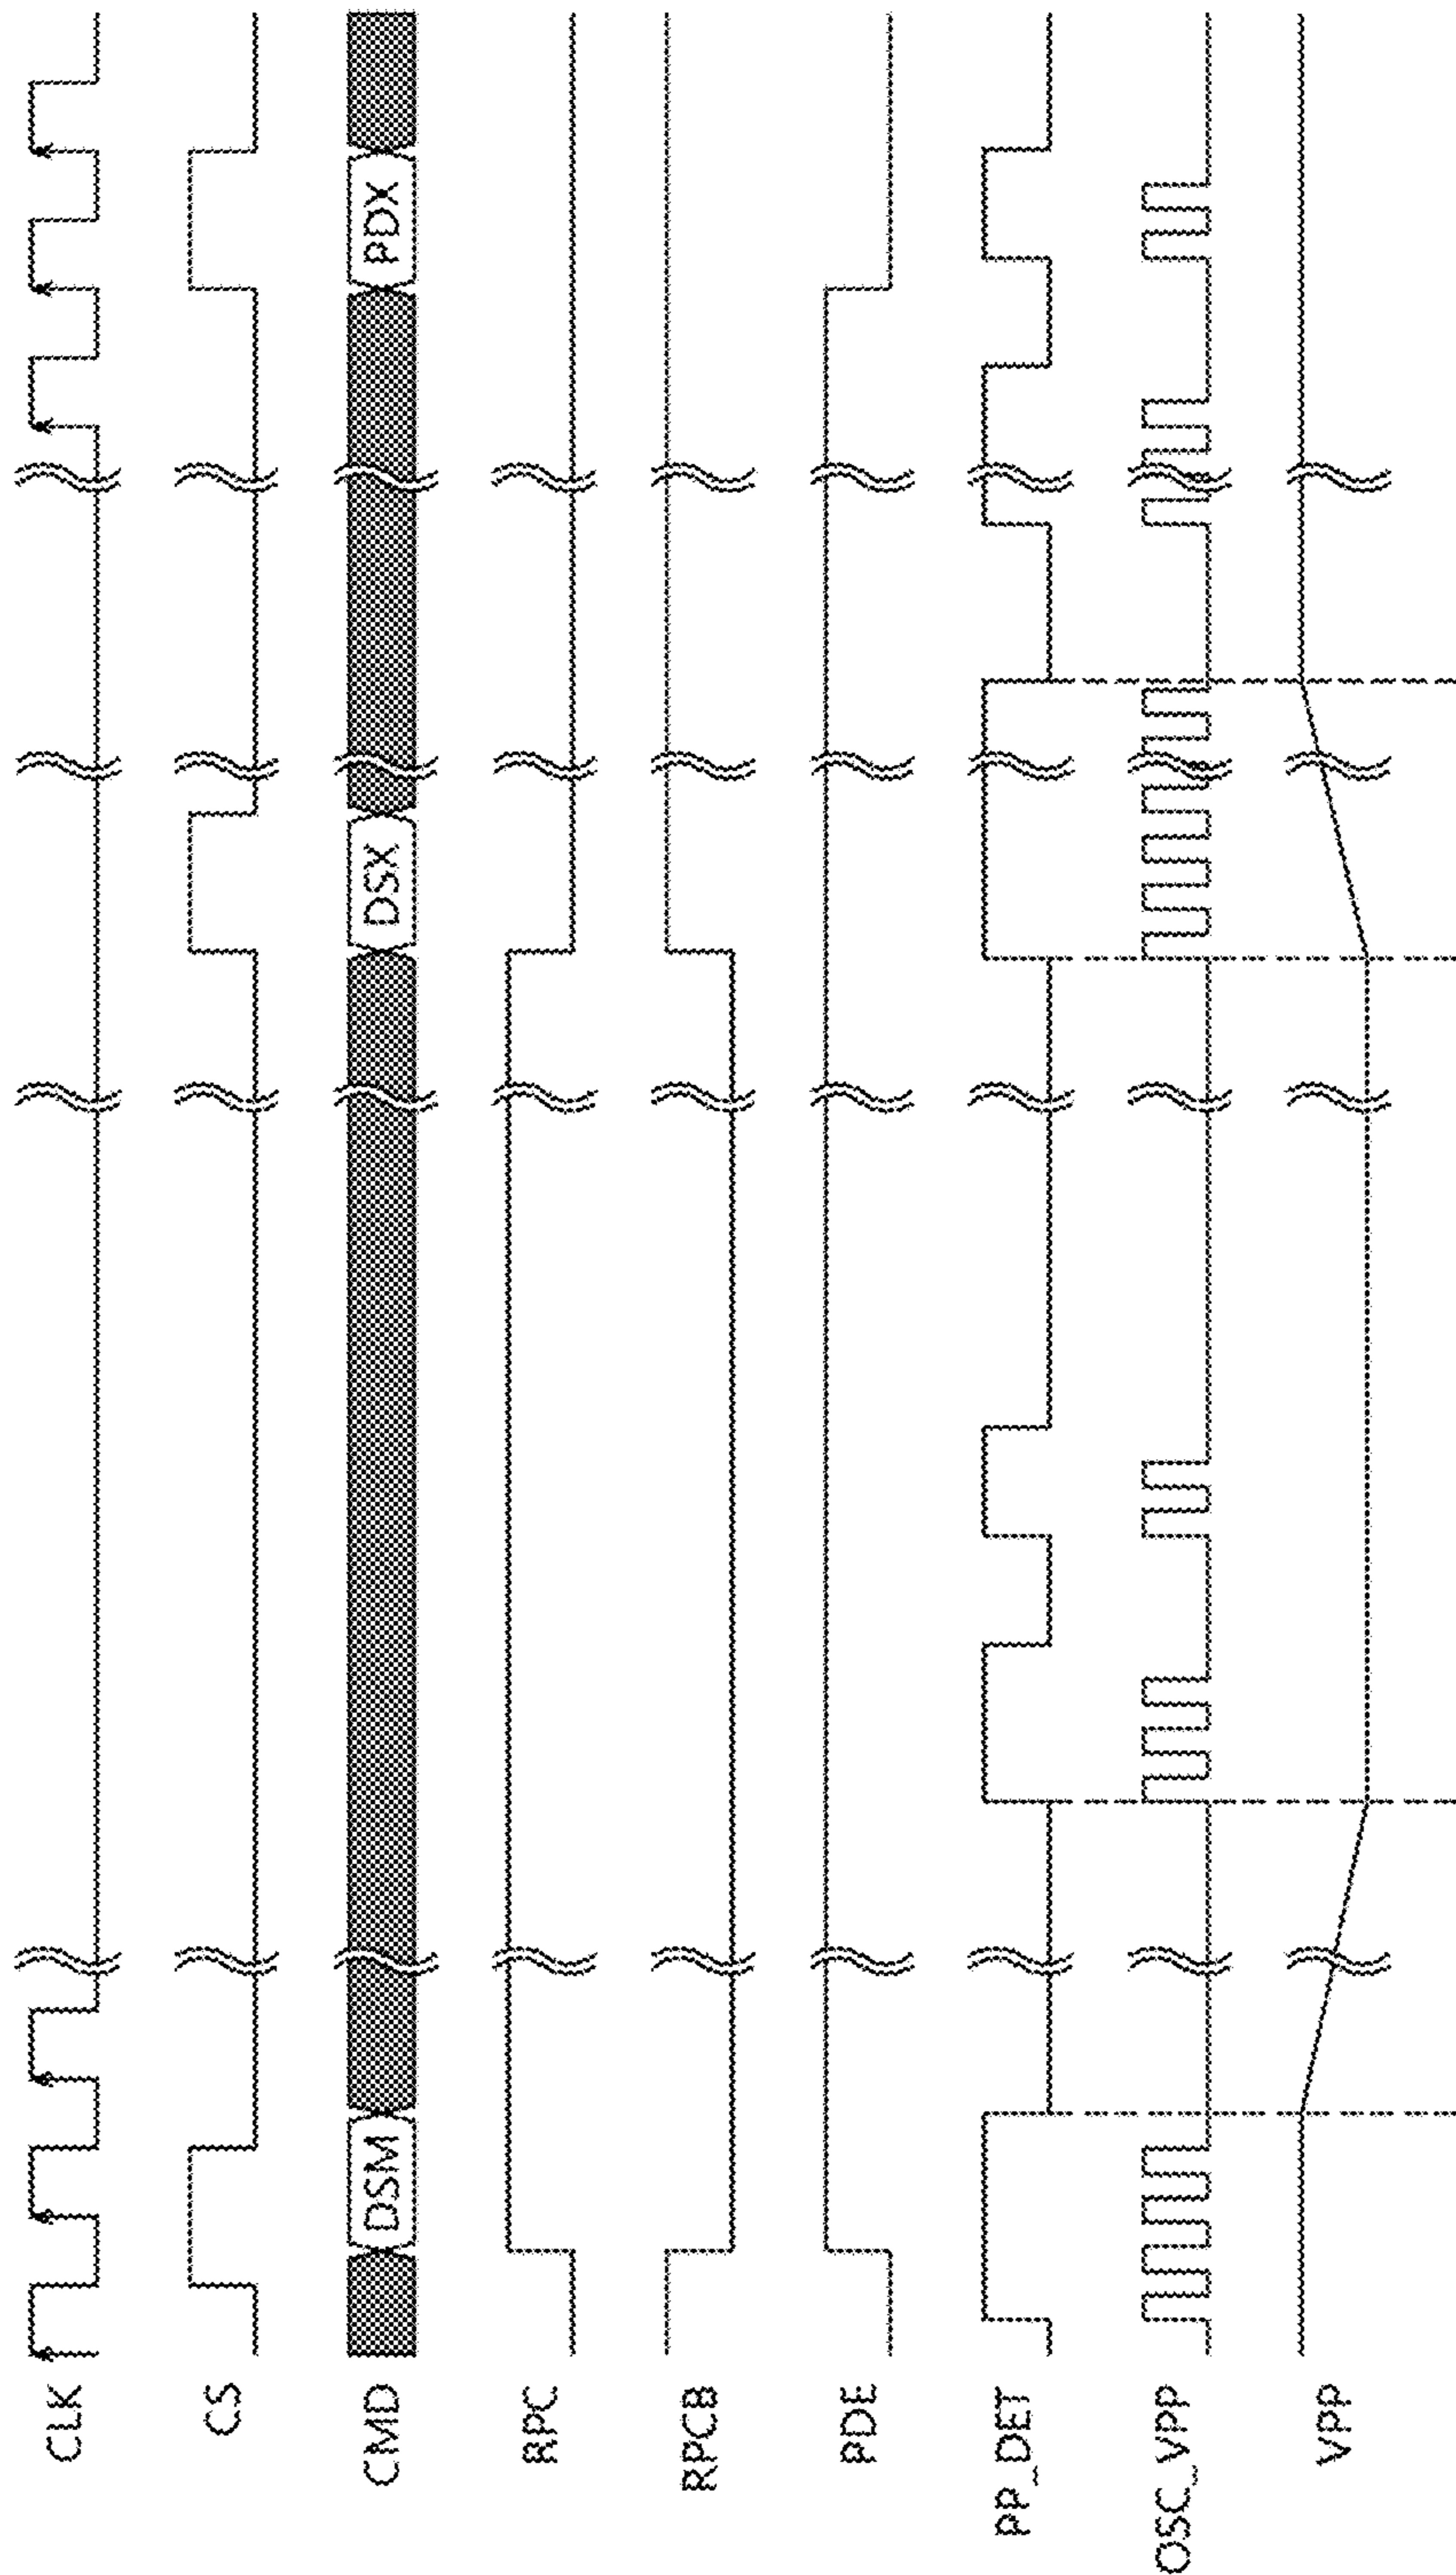 CLK
CS
CMD
DSM
DSX
PDX
RPC
RPCB
PDE
PP_DET
OSC_VPP
VPP